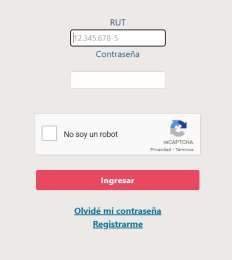 RUT
12.345.678-5
Contraseña
No soy un robot
reCAPTCHA
Privacidad - Términos
Ingresar
Olvidé mi contraseña
Registrarme